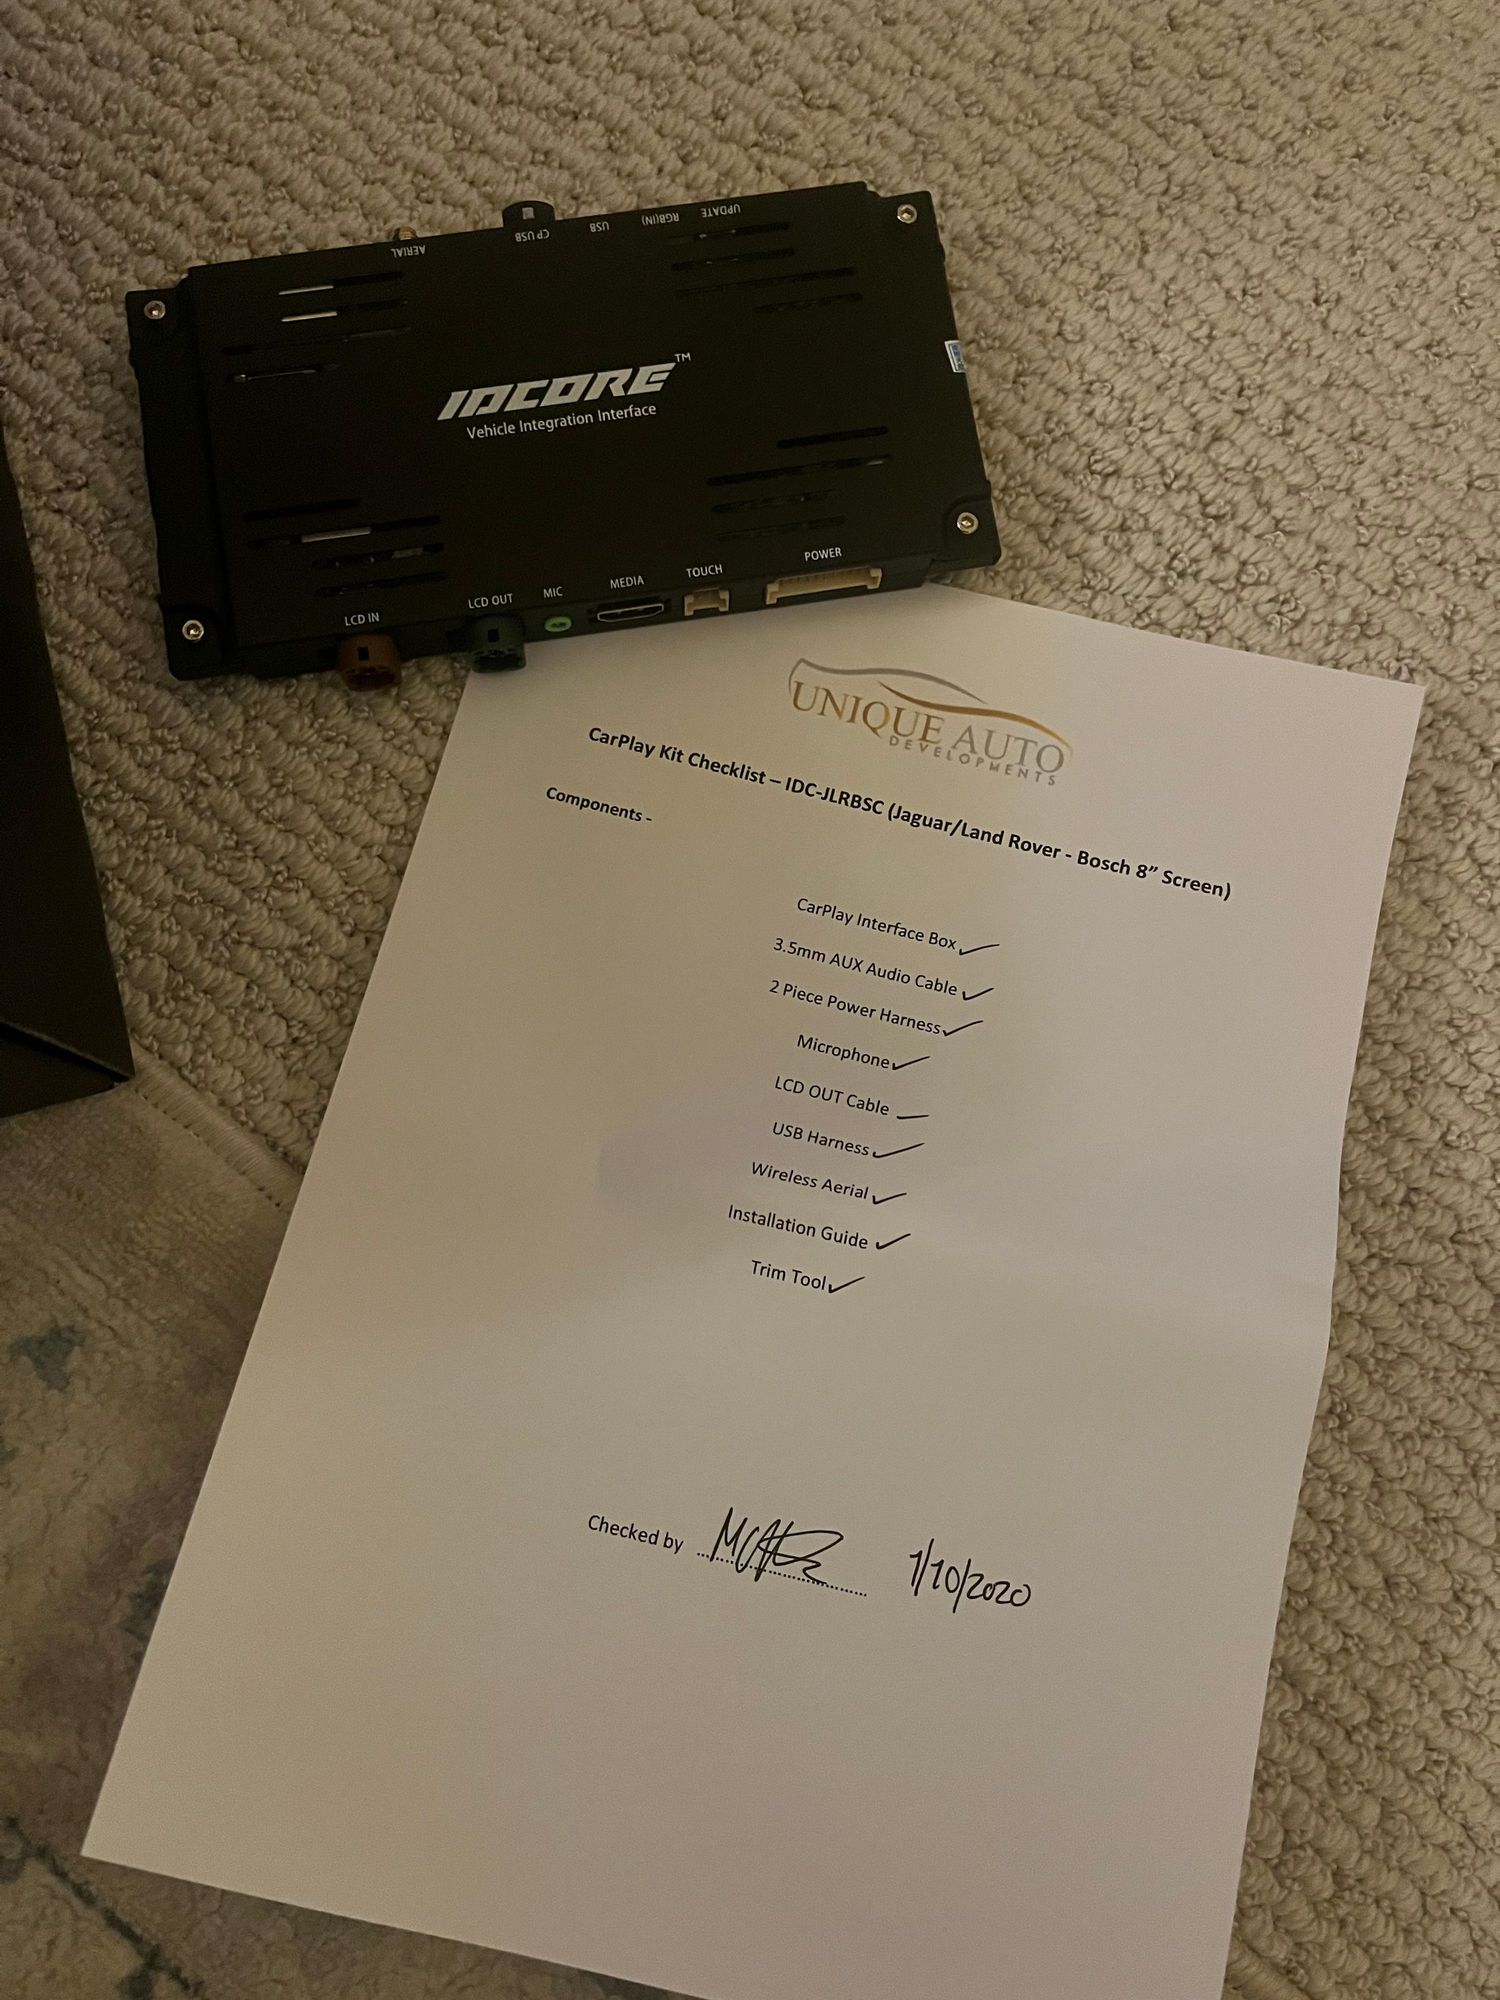 AERIAL
CP USB
USB
RGB(IN)
UPDATE
IDCORE™
Vehicle Integration Interface
LCD IN
LCD OUT
MIC
MEDIA
TOUCH
POWER
UNIQUE AUTO
DEVELOPMENTS
CarPlay Kit Checklist – IDC-JLRBSC (Jaguar/Land Rover - Bosch 8” Screen)
Components -
CarPlay Interface Box
3.5mm AUX Audio Cable
2 Piece Power Harness
Microphone
LCD OUT Cable
USB Harness
Wireless Aerial
Installation Guide
Trim Tool
Checked by 1/10/2020